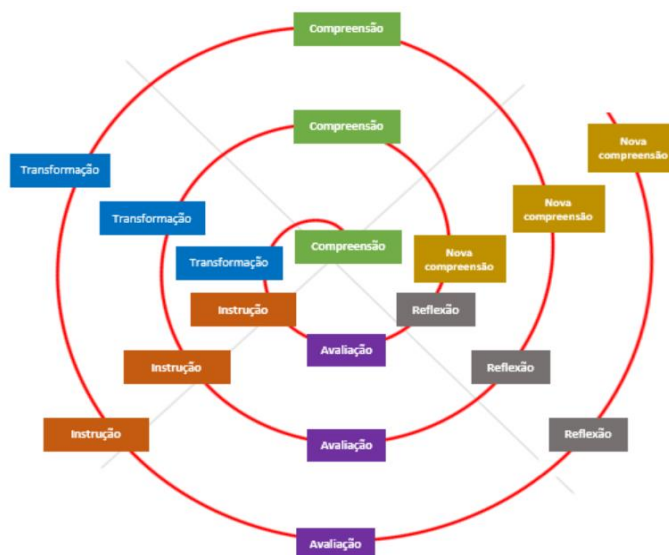 Compreensão
Compreensão
Nova
compreensão
Transformação
Nova
compreensão
Transformação
Compreensão
Nova
compreensão
Transformação
Instrução
Reflexão
Avaliação
Instrução
Reflexão
Instrução
Avaliação
Reflexão
Avaliação